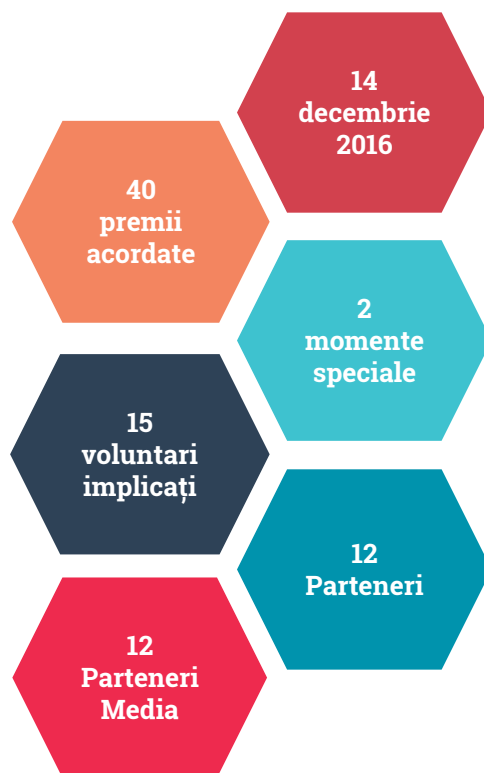 14
decembrie
2016
40
premii
acordate
2
momente
speciale
15
voluntari
implicați
12
Parteneri
12
Parteneri
Media